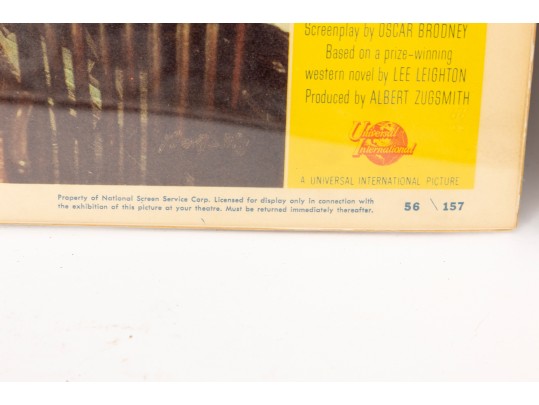 Screenplay by OSCAR BRODNEY
Based on a prize-winning
western novel by LEE LEIGHTON
Produced by ALBERT ZUGSMITH
Universal
International
A UNIVERSAL INTERNATIONAL PICTURE
Property of National Screen Service Corp. Licensed for display only in connection with
the exhibition of this picture at your theatre. Must be returned immediately thereafter.
56 \ 157